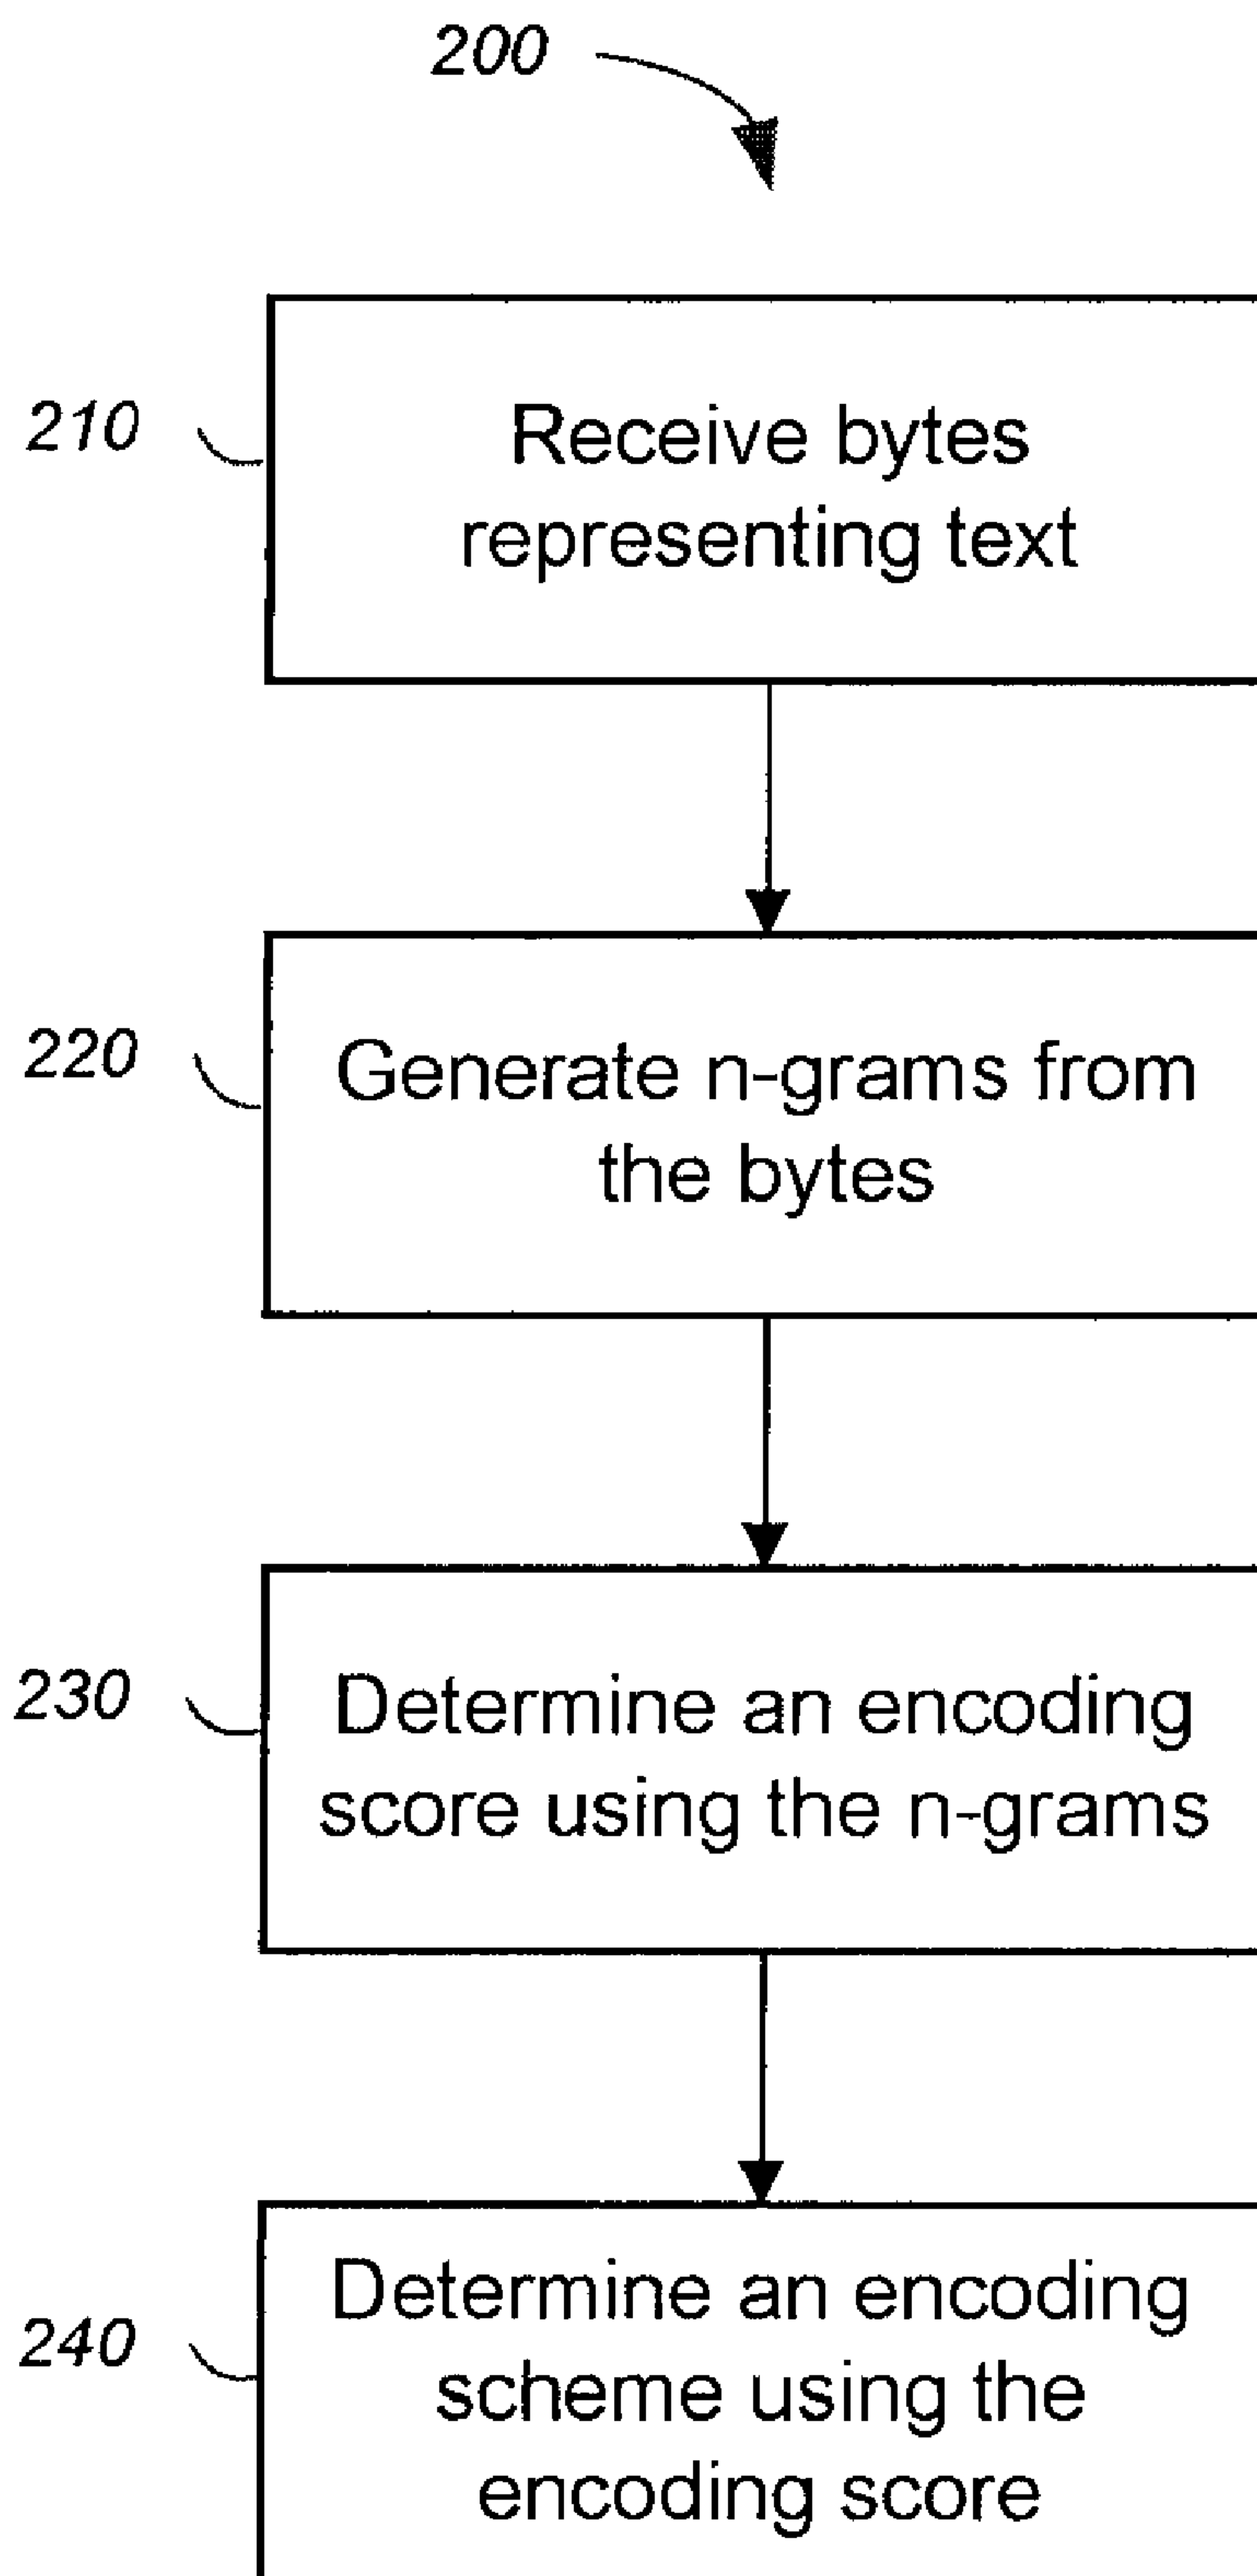 200
210
Receive bytes
representing text
220
Generate n-grams from
the bytes
230
Determine an encoding
score using the n-grams
240
Determine an encoding
scheme using the
encoding score